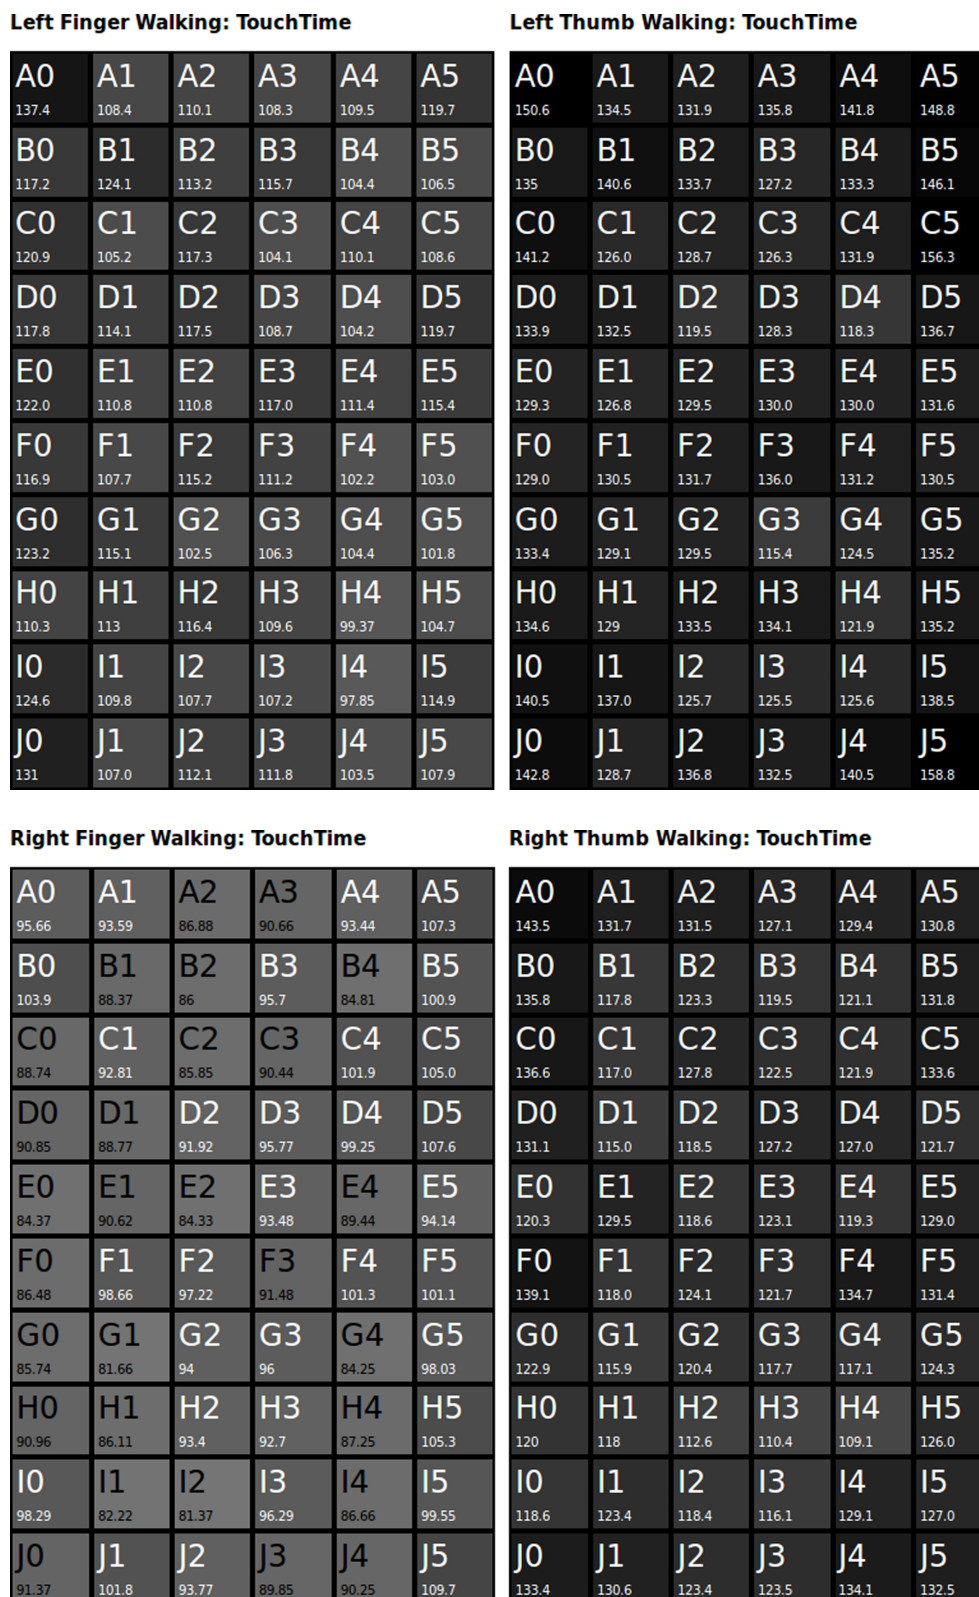 Left Finger Walking: TouchTime Left Thumb Walking: TouchTime
A0 A1 A2 A3 A4 A5 A0 A1 A2 A3 A4 A5
137.4 108.4 110.1 108.3 109.5 119.7 150.6 134.5 131.9 135.8 141.8 148.8
B0 B1 B2 B3 B4 B5 B0 B1 B2 B3 B4 B5
117.2 124.1 113.2 115.7 104.4 106.5 135 140.6 133.7 127.2 133.3 146.1
C0 C1 C2 C3 C4 C5 C0 C1 C2 C3 C4 C5
120.9 105.2 117.3 104.1 110.1 108.6 141.2 126.0 128.7 126.3 131.9 156.3
D0 D1 D2 D3 D4 D5 D0 D1 D2 D3 D4 D5
117.8 114.1 117.5 108.7 104.2 119.7 133.9 132.5 119.5 128.3 118.3 136.7
E0 E1 E2 E3 E4 E5 E0 E1 E2 E3 E4 E5
122.0 110.8 110.8 117.0 111.4 115.4 129.3 126.8 129.5 130.0 130.0 131.6
F0 F1 F2 F3 F4 F5 F0 F1 F2 F3 F4 F5
116.9 107.7 115.2 111.2 102.2 103.0 129.0 130.5 131.7 136.0 131.2 130.5
G0 G1 G2 G3 G4 G5 G0 G1 G2 G3 G4 G5
123.2 115.1 102.5 106.3 104.4 101.8 133.4 129.1 129.5 115.4 124.5 135.2
H0 H1 H2 H3 H4 H5 H0 H1 H2 H3 H4 H5
110.3 113 116.4 109.6 99.37 104.7 134.6 129 133.5 134.1 121.9 135.2
I0 I1 I2 I3 I4 I5 I0 I1 I2 I3 I4 I5
124.6 109.8 107.7 107.2 97.85 114.9 140.5 137.0 125.7 125.5 125.6 138.5
J0 J1 J2 J3 J4 J5 J0 J1 J2 J3 J4 J5
131 107.0 112.1 111.8 103.5 107.9 142.8 128.7 136.8 132.5 140.5 158.8
Right Finger Walking: TouchTime Right Thumb Walking: TouchTime
A0 A1 A2 A3 A4 A5 A0 A1 A2 A3 A4 A5
95.66 93.59 86.88 90.66 93.44 107.3 143.5 131.7 131.5 127.1 129.4 130.8
B0 B1 B2 B3 B4 B5 B0 B1 B2 B3 B4 B5
103.9 88.37 86 95.7 84.81 100.9 135.8 117.8 123.3 119.5 121.1 131.8
C0 C1 C2 C3 C4 C5 C0 C1 C2 C3 C4 C5
88.74 92.81 85.85 90.44 101.9 105.0 136.6 117.0 127.8 122.5 121.9 133.6
D0 D1 D2 D3 D4 D5 D0 D1 D2 D3 D4 D5
90.85 88.77 91.92 95.77 99.25 107.6 131.1 115.0 118.5 127.2 127.0 121.7
E0 E1 E2 E3 E4 E5 E0 E1 E2 E3 E4 E5
84.37 90.62 84.33 93.48 89.44 94.14 120.3 129.5 118.6 123.1 119.3 129.0
F0 F1 F2 F3 F4 F5 F0 F1 F2 F3 F4 F5
86.48 98.66 97.22 91.48 101.3 101.1 139.1 118.0 124.1 121.7 134.7 131.4
G0 G1 G2 G3 G4 G5 G0 G1 G2 G3 G4 G5
85.74 81.66 94 96 84.25 98.03 122.9 115.9 120.4 117.7 117.1 124.3
H0 H1 H2 H3 H4 H5 H0 H1 H2 H3 H4 H5
90.96 86.11 93.4 92.7 87.25 105.3 120 118 112.6 110.4 109.1 126.0
I0 I1 I2 I3 I4 I5 I0 I1 I2 I3 I4 I5
98.29 82.22 81.37 96.29 86.66 99.55 118.6 123.4 118.4 116.1 129.1 127.0
J0 J1 J2 J3 J4 J5 J0 J1 J2 J3 J4 J5
91.37 101.8 93.77 89.85 90.25 109.7 133.4 130.6 123.4 123.5 134.1 132.5